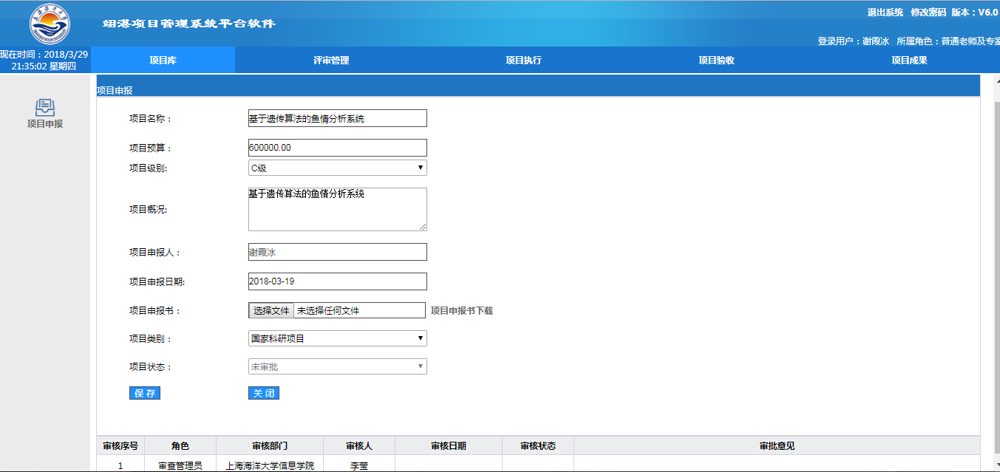 翊港项目管理系统平台软件
退出系统 修改密码 版本：V6.0
登录用户：谢霞冰 所属角色：普通老师及专家
现在时间：2018/3/29
21:35:02 星期四
项目库 评审管理 项目执行 项目验收 项目成果
项目申报
项目申报
项目名称： 基于遗传算法的鱼情分析系统
项目预算： 600000.00
项目级别: C级
项目概况: 基于遗传算法的鱼情分析系统
项目申报人： 谢霞冰
项目申报日期: 2018-03-19
项目申报书： 选择文件 未选择任何文件 项目申报书下载
项目类别： 国家科研项目
项目状态： 未审批
保 存 关 闭
审核序号 角色 审核部门 审核人 审核日期 审核状态 审批意见
1 审查管理员 上海海洋大学信息学院 李莹